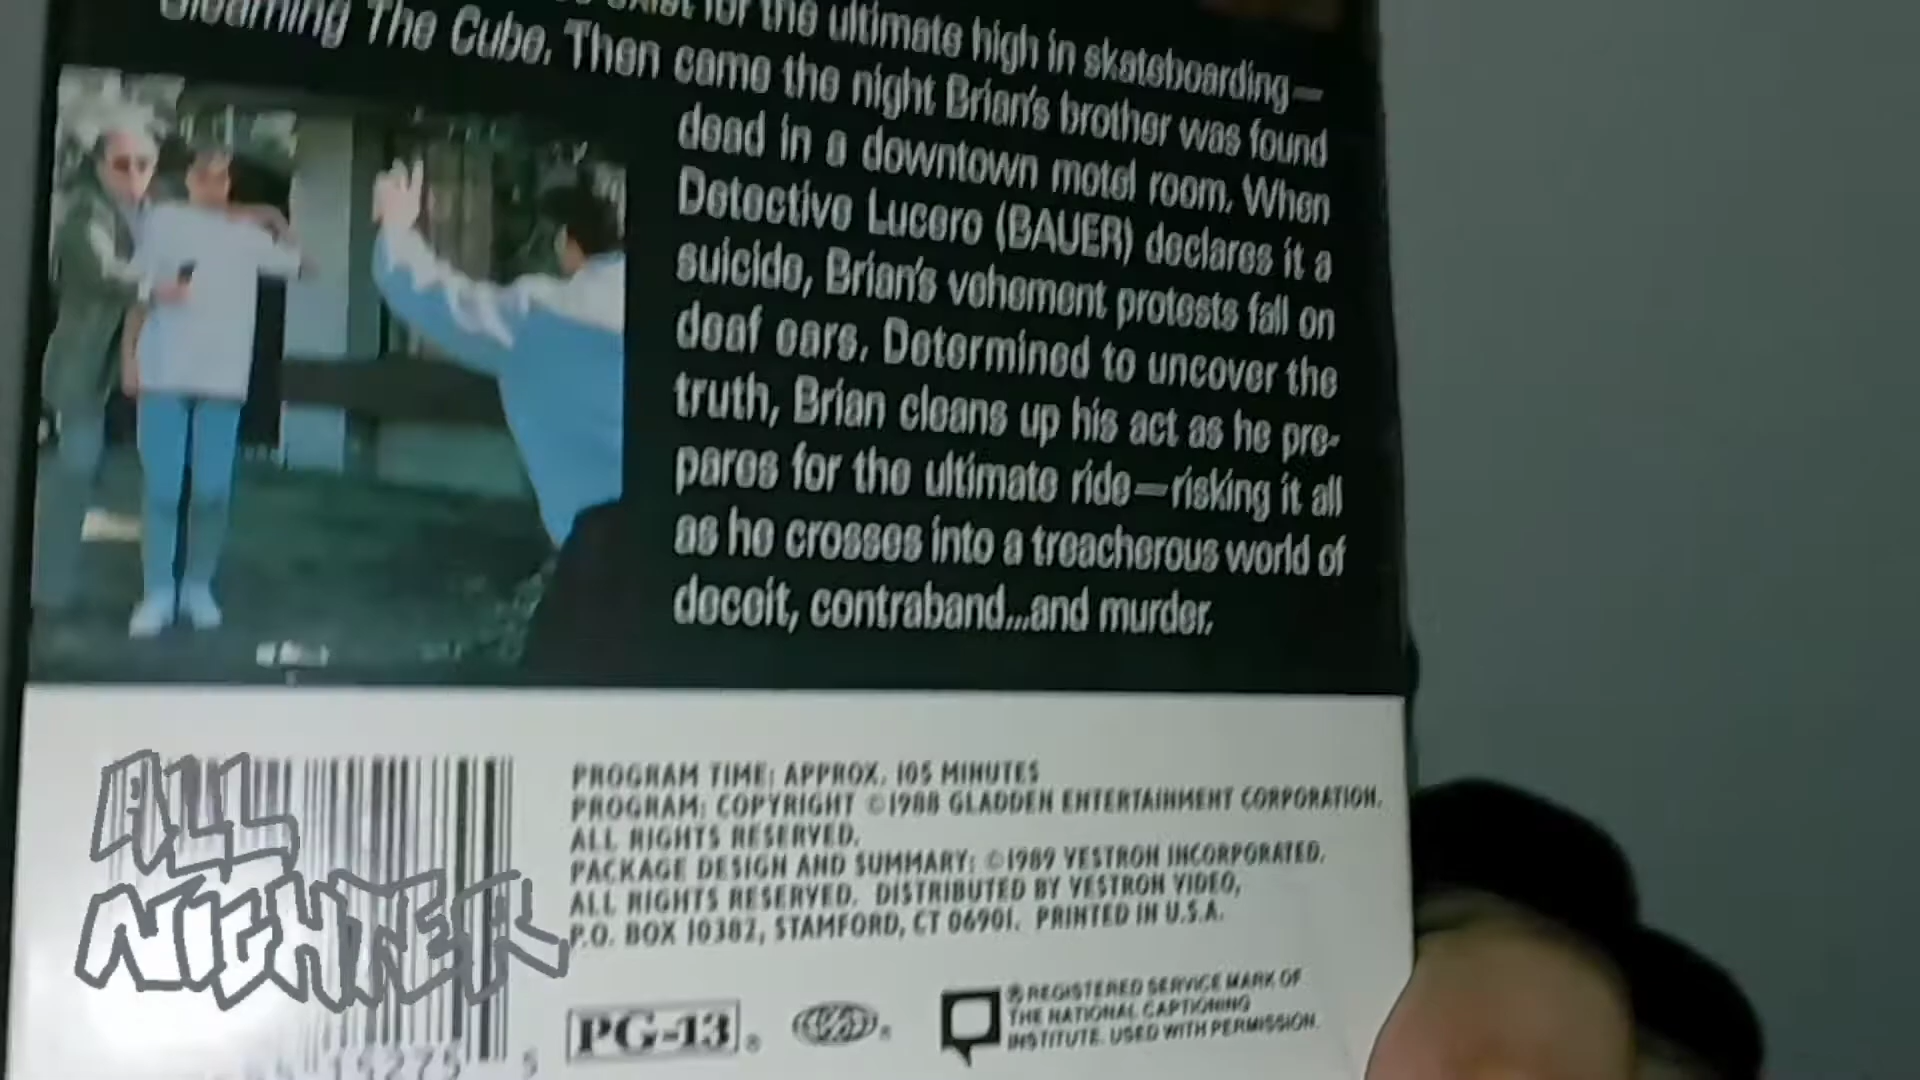 exist for the ultimate high in skateboarding—
Gleaming The Cube. Then came the night Brian's brother was found
dead in a downtown motel room. When
Detective Lucero (BAUER) declares it a
suicide, Brian's vehement protests fall on
deaf ears. Determined to uncover the
truth, Brian cleans up his act as he pre-
pares for the ultimate ride—risking it all
as he crosses into a treacherous world of
deceit, contraband...and murder.
ALL
NIGHTER
PROGRAM TIME: APPROX. 105 MINUTES
PROGRAM: COPYRIGHT ©1988 GLADDEN ENTERTAINMENT CORPORATION.
ALL RIGHTS RESERVED.
PACKAGE DESIGN AND SUMMARY: ©1989 VESTRON INCORPORATED.
ALL RIGHTS RESERVED. DISTRIBUTED BY VESTRON VIDEO,
P.O. BOX 10382, STAMFORD, CT 06901. PRINTED IN U.S.A.
PG-13 ®
® REGISTERED SERVICE MARK OF
THE NATIONAL CAPTIONING
INSTITUTE. USED WITH PERMISSION.
15275 5